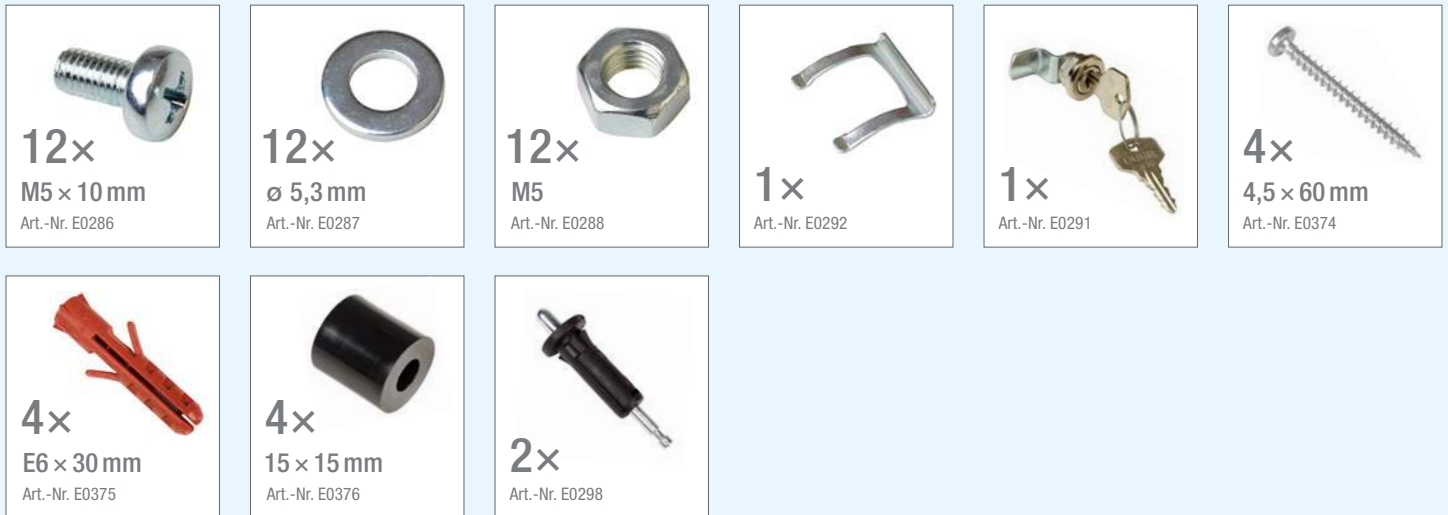 12×
M5 × 10 mm
Art.-Nr. E0286
12×
ø 5,3 mm
Art.-Nr. E0287
12×
M5
Art.-Nr. E0288
1×
Art.-Nr. E0292
1×
Art.-Nr. E0291
4×
4,5 × 60 mm
Art.-Nr. E0374
4×
E6 × 30 mm
Art.-Nr. E0375
4×
15 × 15 mm
Art.-Nr. E0376
2×
Art.-Nr. E0298